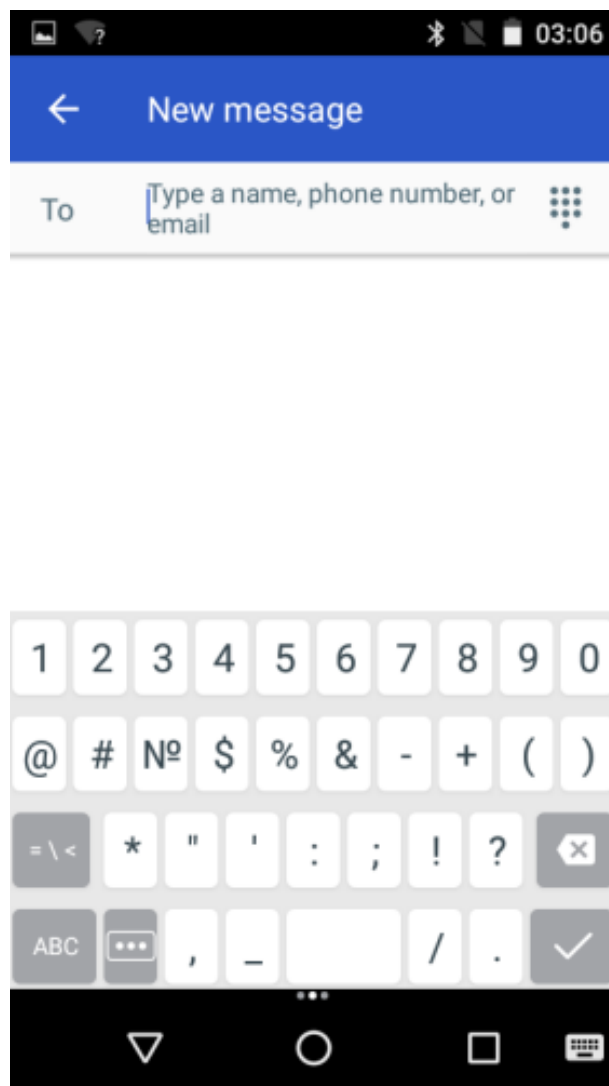 03:06
New message
To
Type a name, phone number, or
email
1 2 3 4 5 6 7 8 9 0
@ # № $ % & - + ( )
= \ < * " ' : ; ! ?
ABC , _ / .